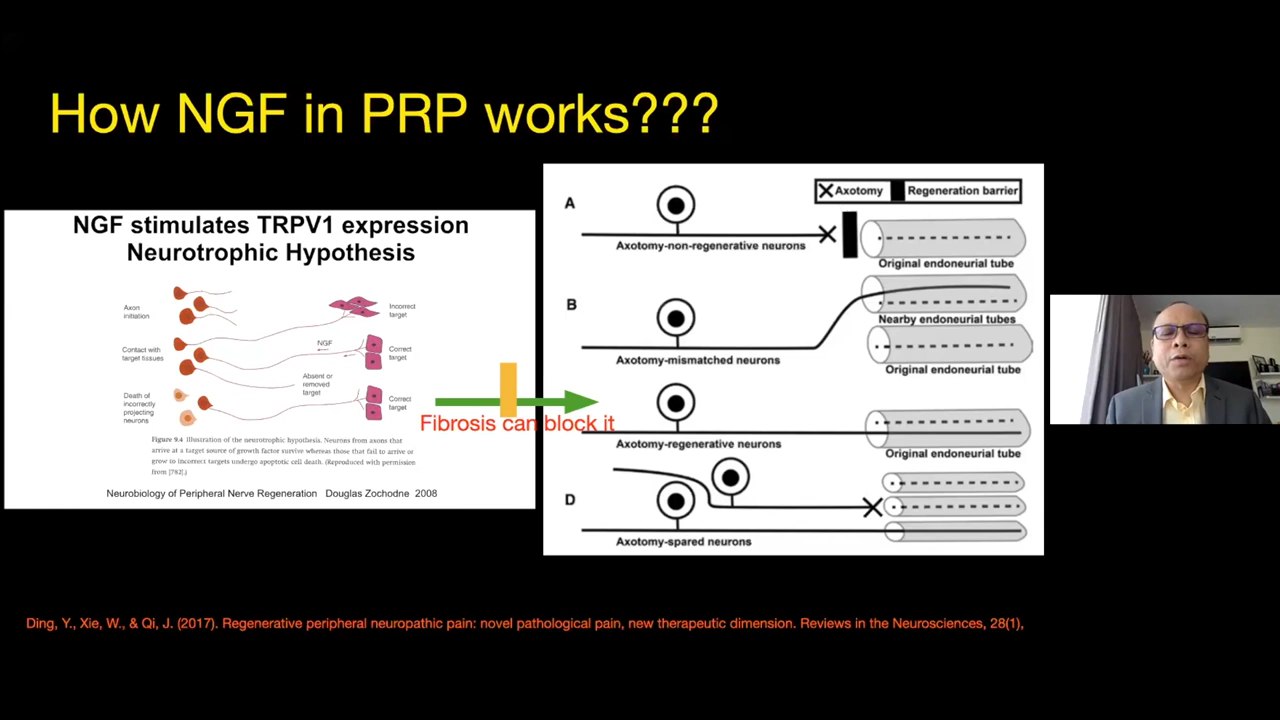 How NGF in PRP works???
NGF stimulates TRPV1 expression
Neurotrophic Hypothesis
Axon
initiation
Incorrect
target
Contact with
target tissues
NGF
Correct
target
Absent or
removed
target
Death of
incorrectly
projecting
neurons
Correct
target
Figure 9.4 Illustration of the neurotrophic hypothesis. Neurons from axons that
arrive at a target source of growth factor survive whereas those that fail to arrive or
grow to incorrect targets undergo apoptotic cell death. (Reproduced with permission
from [782].)
Neurobiology of Peripheral Nerve Regeneration Douglas Zochodne 2008
Fibrosis can block it
Axotomy
Regeneration barrier
A
Axotomy-non-regenerative neurons
Original endoneurial tube
B
Nearby endoneurial tubes
Axotomy-mismatched neurons
Original endoneurial tube
Axotomy-regenerative neurons
Original endoneurial tube
D
Axotomy-spared neurons
Ding, Y., Xie, W., & Qi, J. (2017). Regenerative peripheral neuropathic pain: novel pathological pain, new therapeutic dimension. Reviews in the Neurosciences, 28(1),